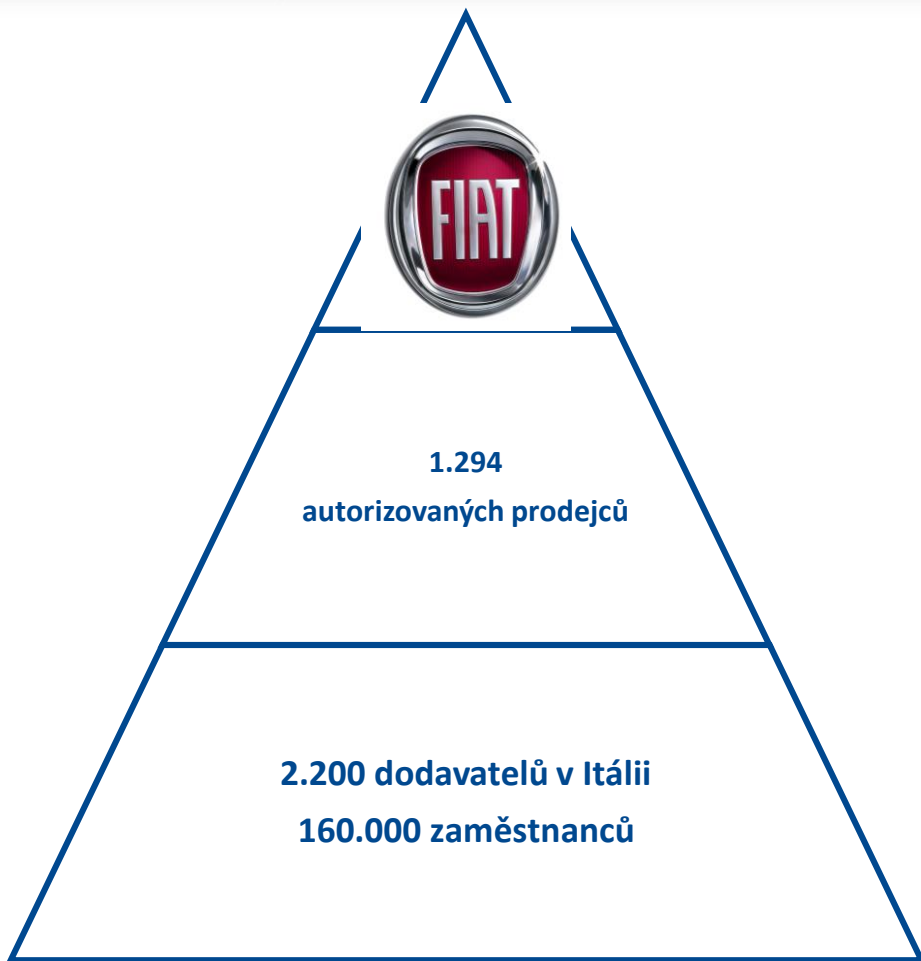 FIAT
1.294
autorizovaných prodejců
2.200 dodavatelů v Itálii
160.000 zaměstnanců